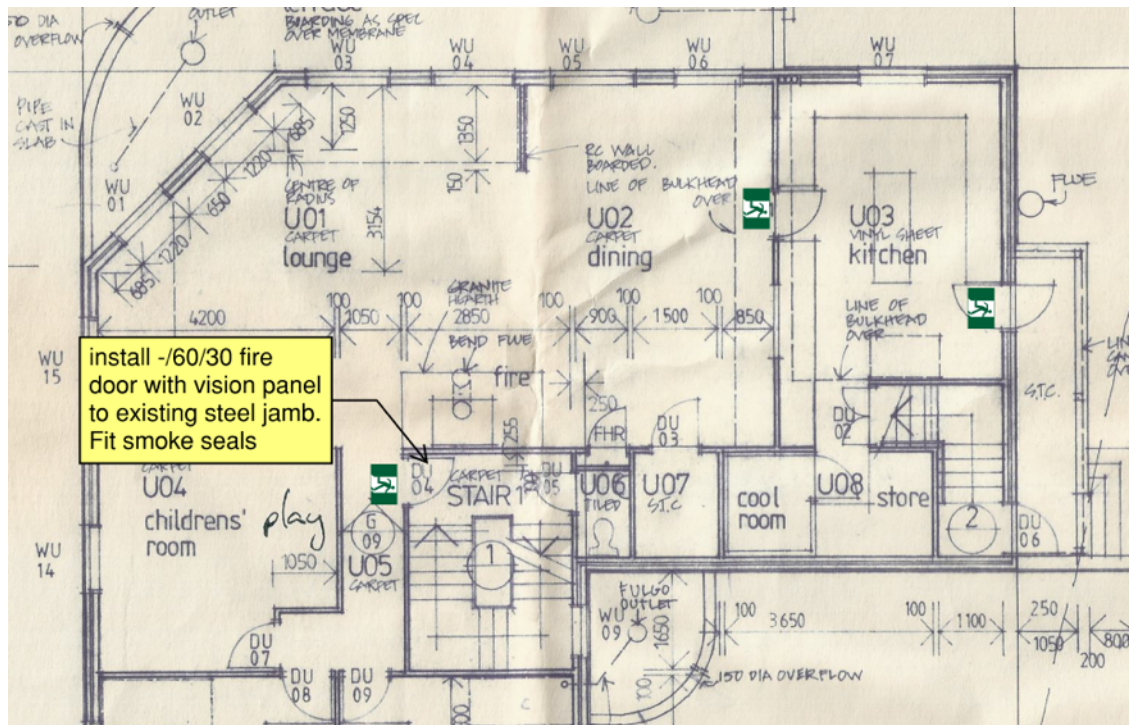 150 DIA
OVERFLOW
OUTLET
terrace
BOARDING AS SPEC
OVER MEMBRANE
WU
03
WU
04
WU
05
WU
06
WU
07
PIPE
CAST IN
SLAB
WU
02
WU
01
685
1220
650
1220
685
1250
3154
1350
150
CENTRE OF
RADIUS
U01
CARPET
lounge
RC WALL
BOARDED.
LINE OF BULKHEAD
OVER
U02
CARPET
dining
U03
VINYL SHEET
kitchen
FLUE
GRANITE
HEARTH
BEND FLUE
fire
LINE OF
BULKHEAD
OVER
4200
100
1050
100
2850
100
900
100
1500
100
850
WU
15
install -/60/30 fire
door with vision panel
to existing steel jamb.
Fit smoke seals
250
255
FHR
DU
03
DU
02
S.I.C.
CARPET
U04
childrens'
room
play
DU
04
CARPET
STAIR 1
DU
05
U06
TILED
U07
S.I.C
cool
room
U08
store
2
DU
06
G
09
U05
CARPET
1
WU
14
1050
DU
07
DU
08
DU
09
FULGO
OUTLET
WU
09
1650
100
150 DIA OVERFLOW
100
3650
100
1100
250
1050
200
800